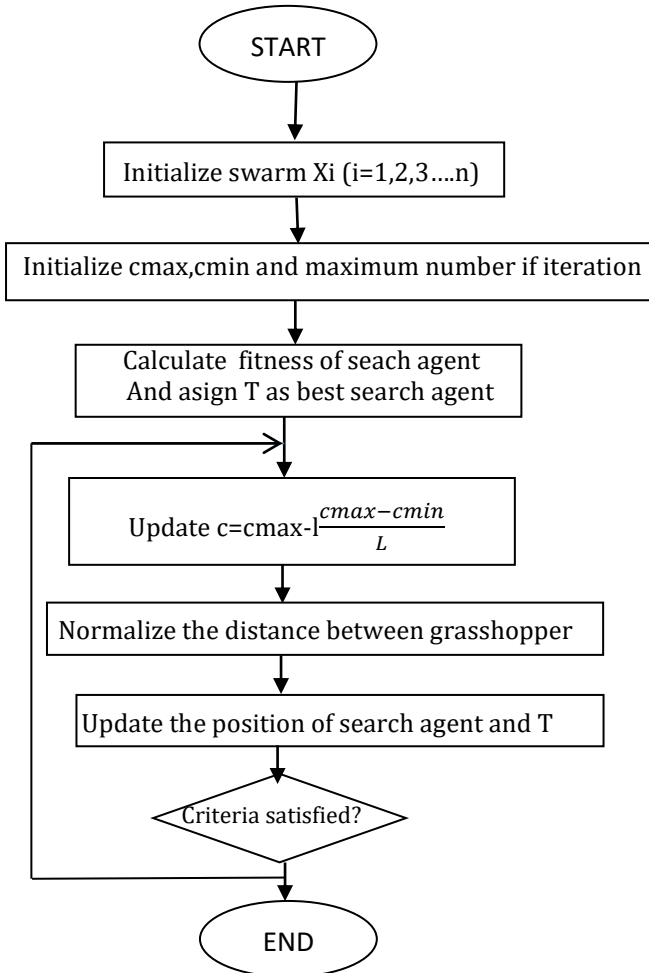 START
Initialize swarm Xi (i=1,2,3....n)
Initialize cmax,cmin and maximum number if iteration
Calculate fitness of seach agent
And asign T as best search agent
Update c=cmax-l\frac{cmax-cmin}{L}
Normalize the distance between grasshopper
Update the position of search agent and T
Criteria satisfied?
END